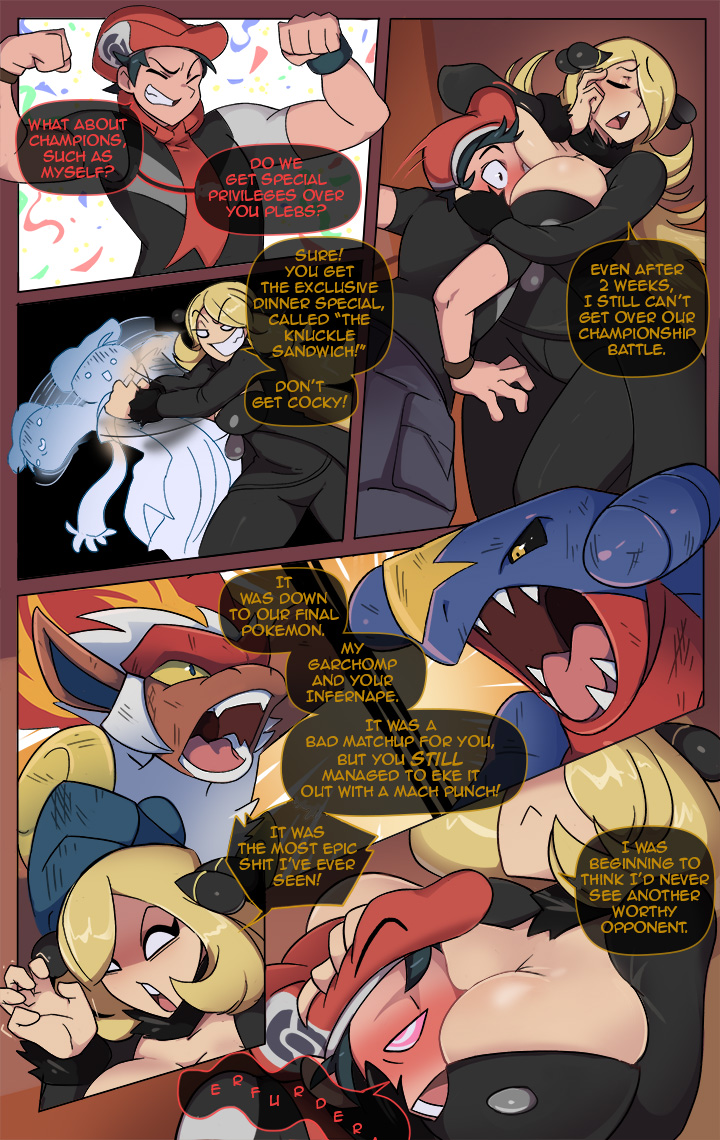 WHAT ABOUT
CHAMPIONS,
SUCH AS
MYSELF?
DO WE
GET SPECIAL
PRIVILEGES OVER
YOU PLEBS?
EVEN AFTER
2 WEEKS,
I STILL CAN'T
GET OVER OUR
CHAMPIONSHIP
BATTLE.
SURE!
YOU GET
THE EXCLUSIVE
DINNER SPECIAL,
CALLED "THE
KNUCKLE
SANDWICH!"
DON'T
GET COCKY!
IT
WAS DOWN
TO OUR FINAL
POKEMON.
MY
GARCHOMP
AND YOUR
INFERNAPE.
IT WAS A
BAD MATCHUP FOR YOU,
BUT YOU STILL
MANAGED TO EKE IT
OUT WITH A MACH PUNCH!
IT WAS
THE MOST EPIC
SHIT I'VE EVER
SEEN!
I WAS
BEGINNING TO
THINK I'D NEVER
SEE ANOTHER
WORTHY
OPPONENT.
ERFURDER